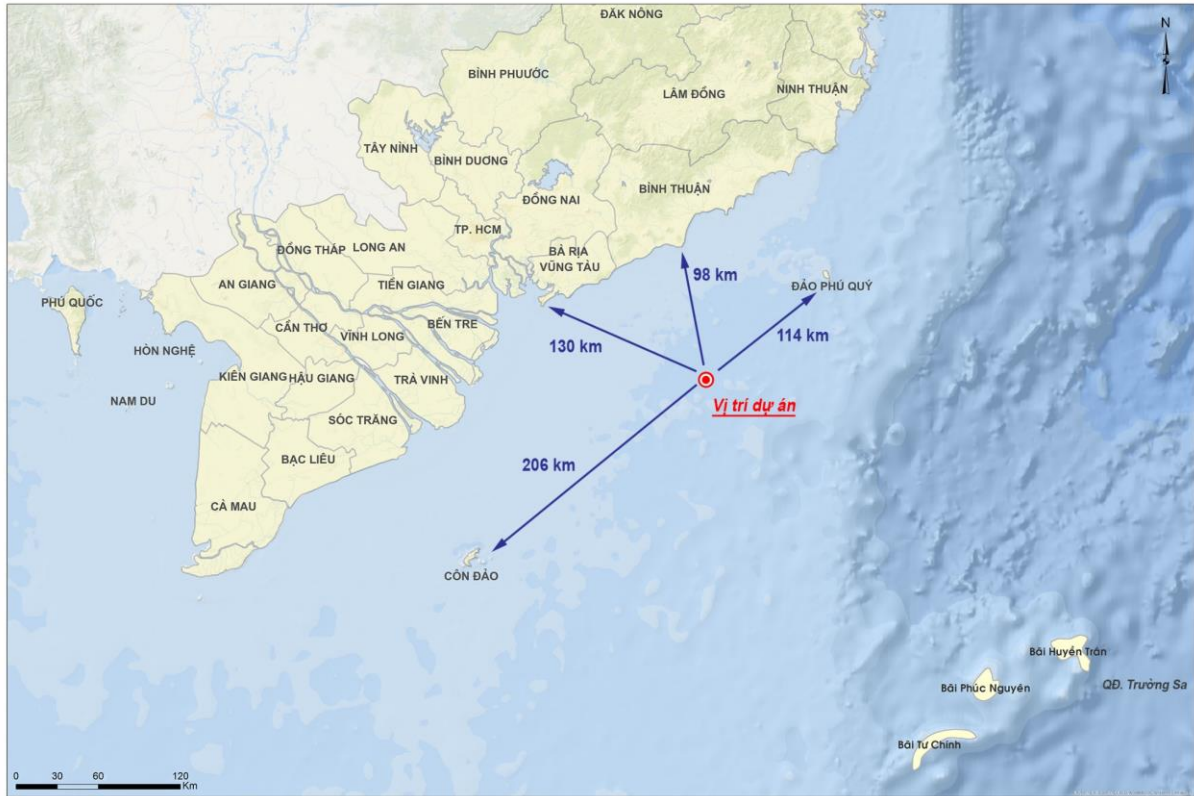 ĐĂK NÔNG
N
BÌNH PHƯỚC
LÂM ĐỒNG
NINH THUẬN
TÂY NINH
BÌNH DƯƠNG
BÌNH THUẬN
ĐỒNG NAI
TP. HCM
ĐỒNG THÁP
LONG AN
BÀ RỊA
VŨNG TÀU
AN GIANG
TIỀN GIANG
98 km
ĐẢO PHÚ QUÝ
PHÚ QUỐC
CẦN THƠ
VĨNH LONG
BẾN TRE
130 km
114 km
HÒN NGHỆ
KIÊN GIANG
HẬU GIANG
TRÀ VINH
NAM DU
Vị trí dự án
SÓC TRĂNG
BẠC LIÊU
206 km
CÀ MAU
CÔN ĐẢO
Bãi Huyền Trân
Bãi Phúc Nguyên
QĐ. Trường Sa
Bãi Tư Chính
0 30 60 120
Km